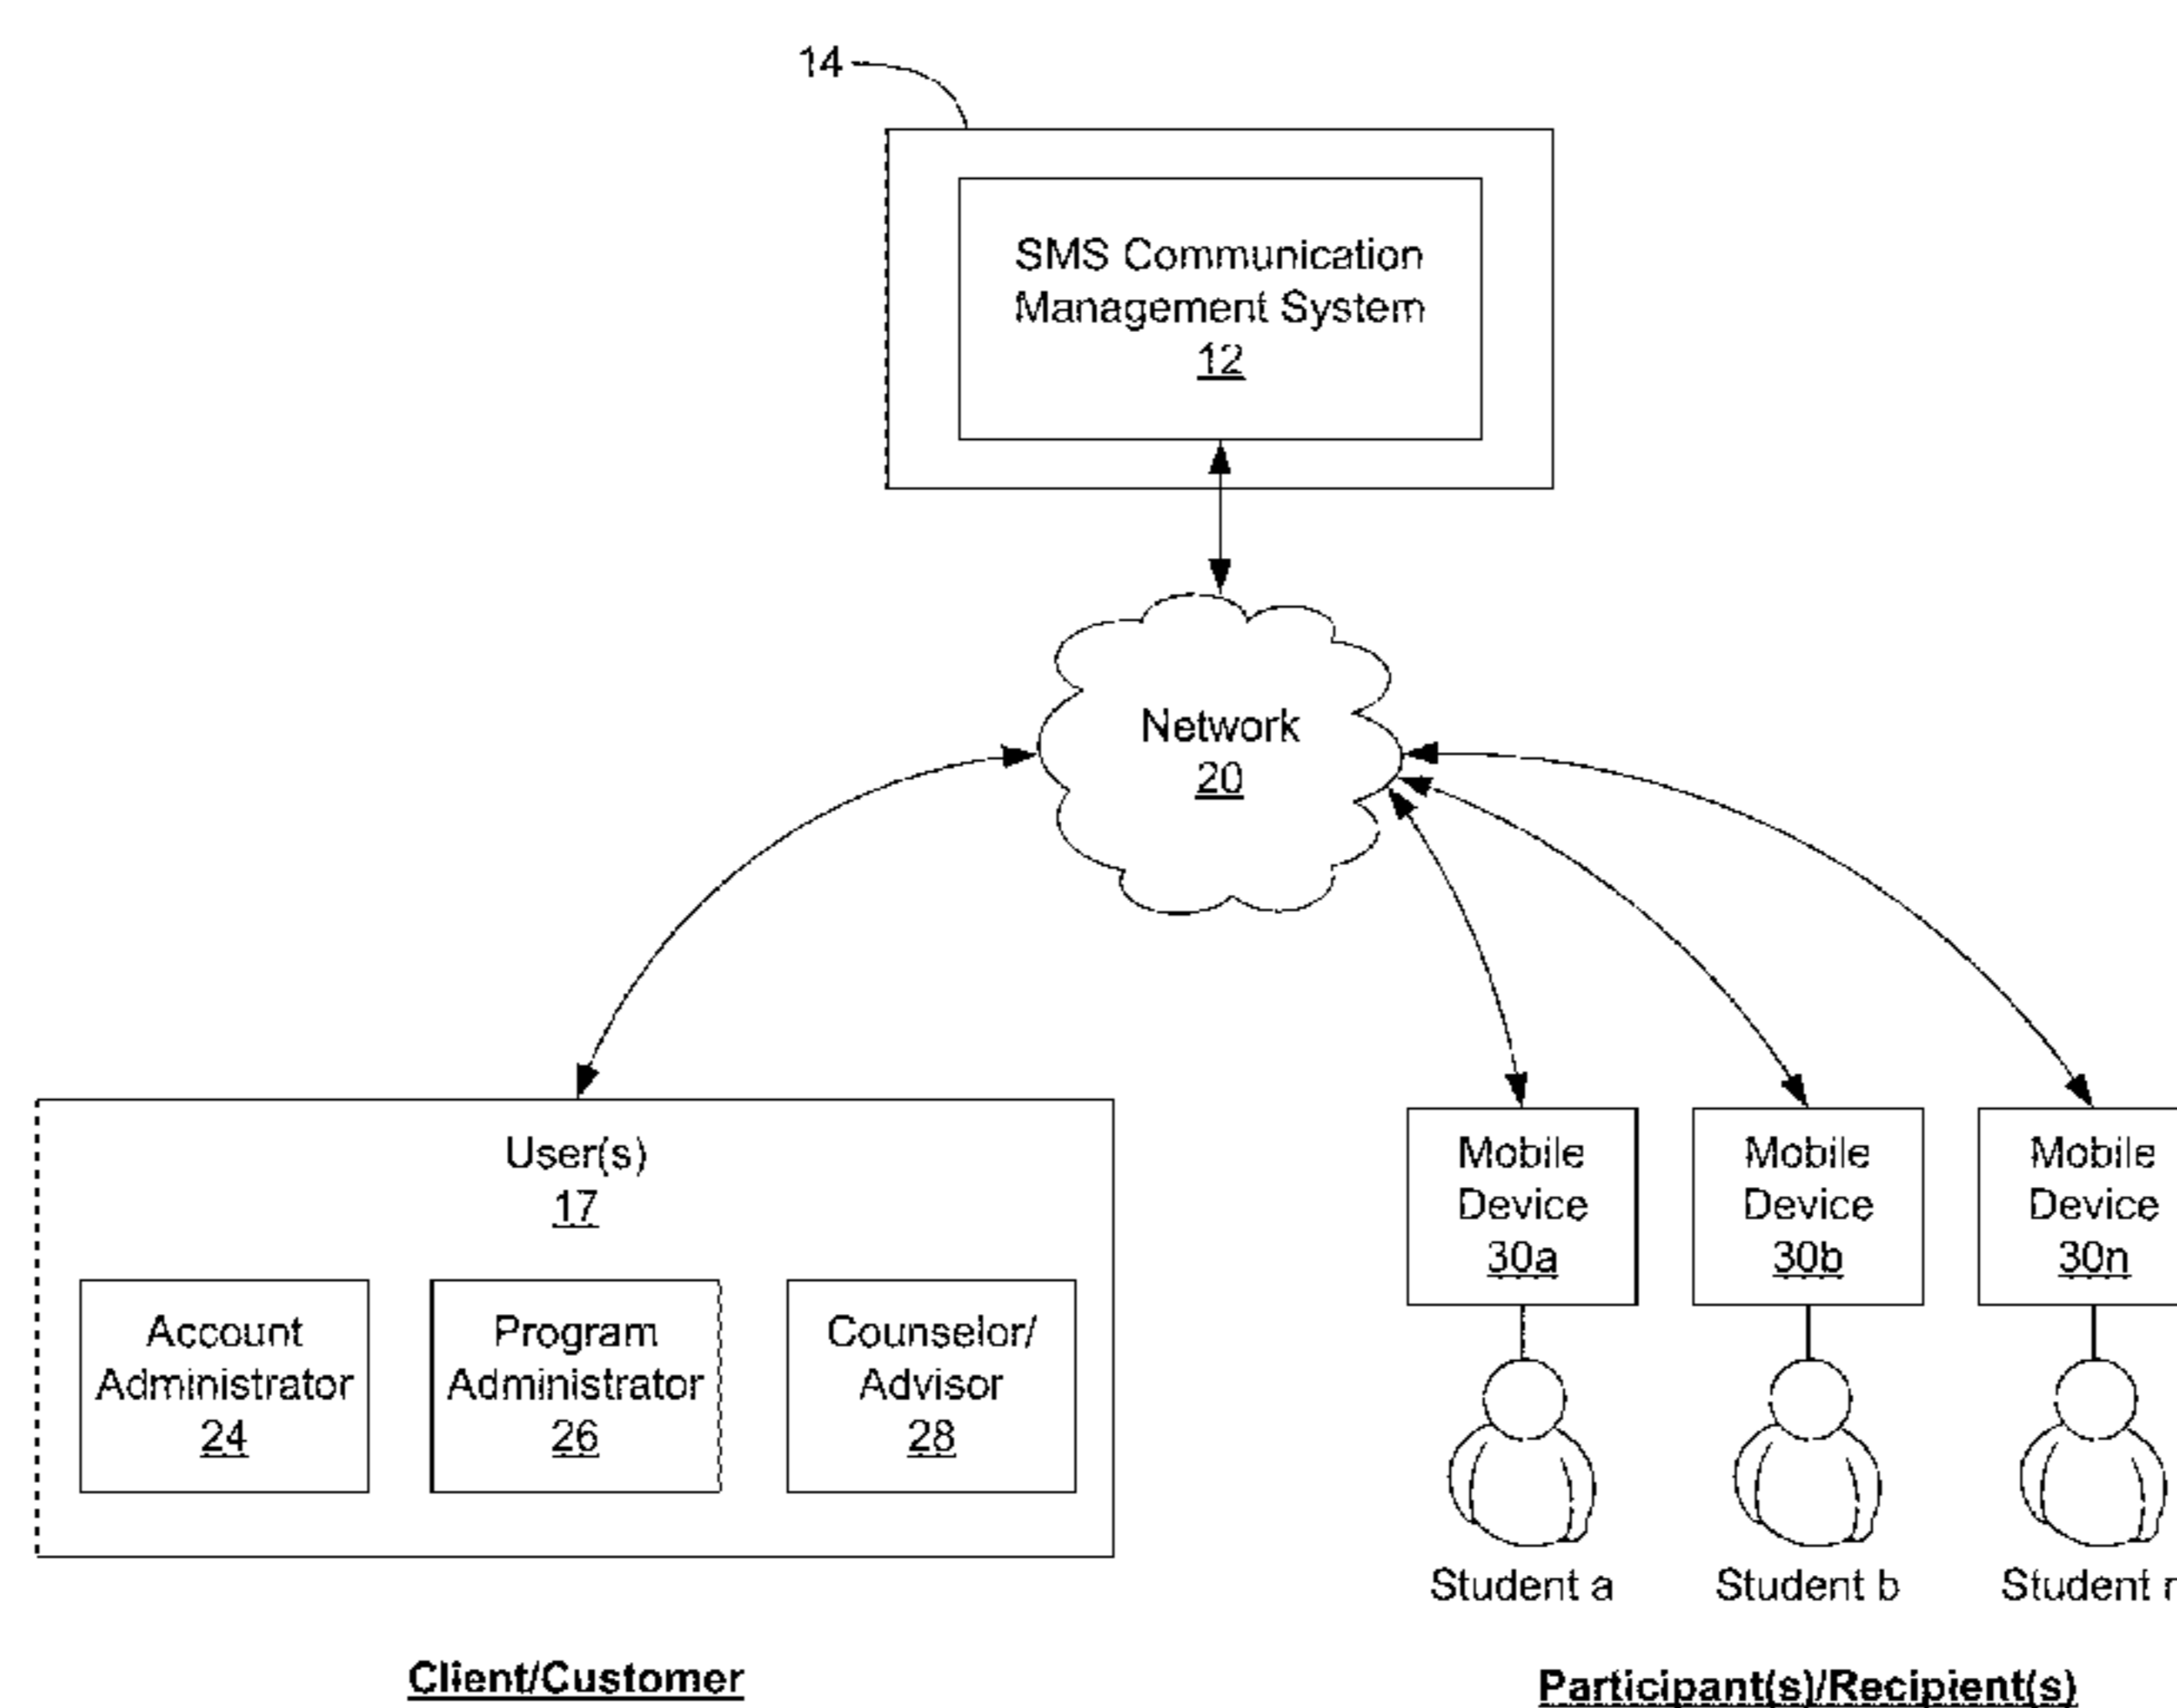 14
SMS Communication
Management System
12
Network
20
User(s)
17
Account
Administrator
24
Program
Administrator
26
Counselor/
Advisor
28
Mobile
Device
30a
Mobile
Device
30b
Mobile
Device
30n
Student a
Student b
Student
Client/Customer
Participant(s)/Recipient(s)